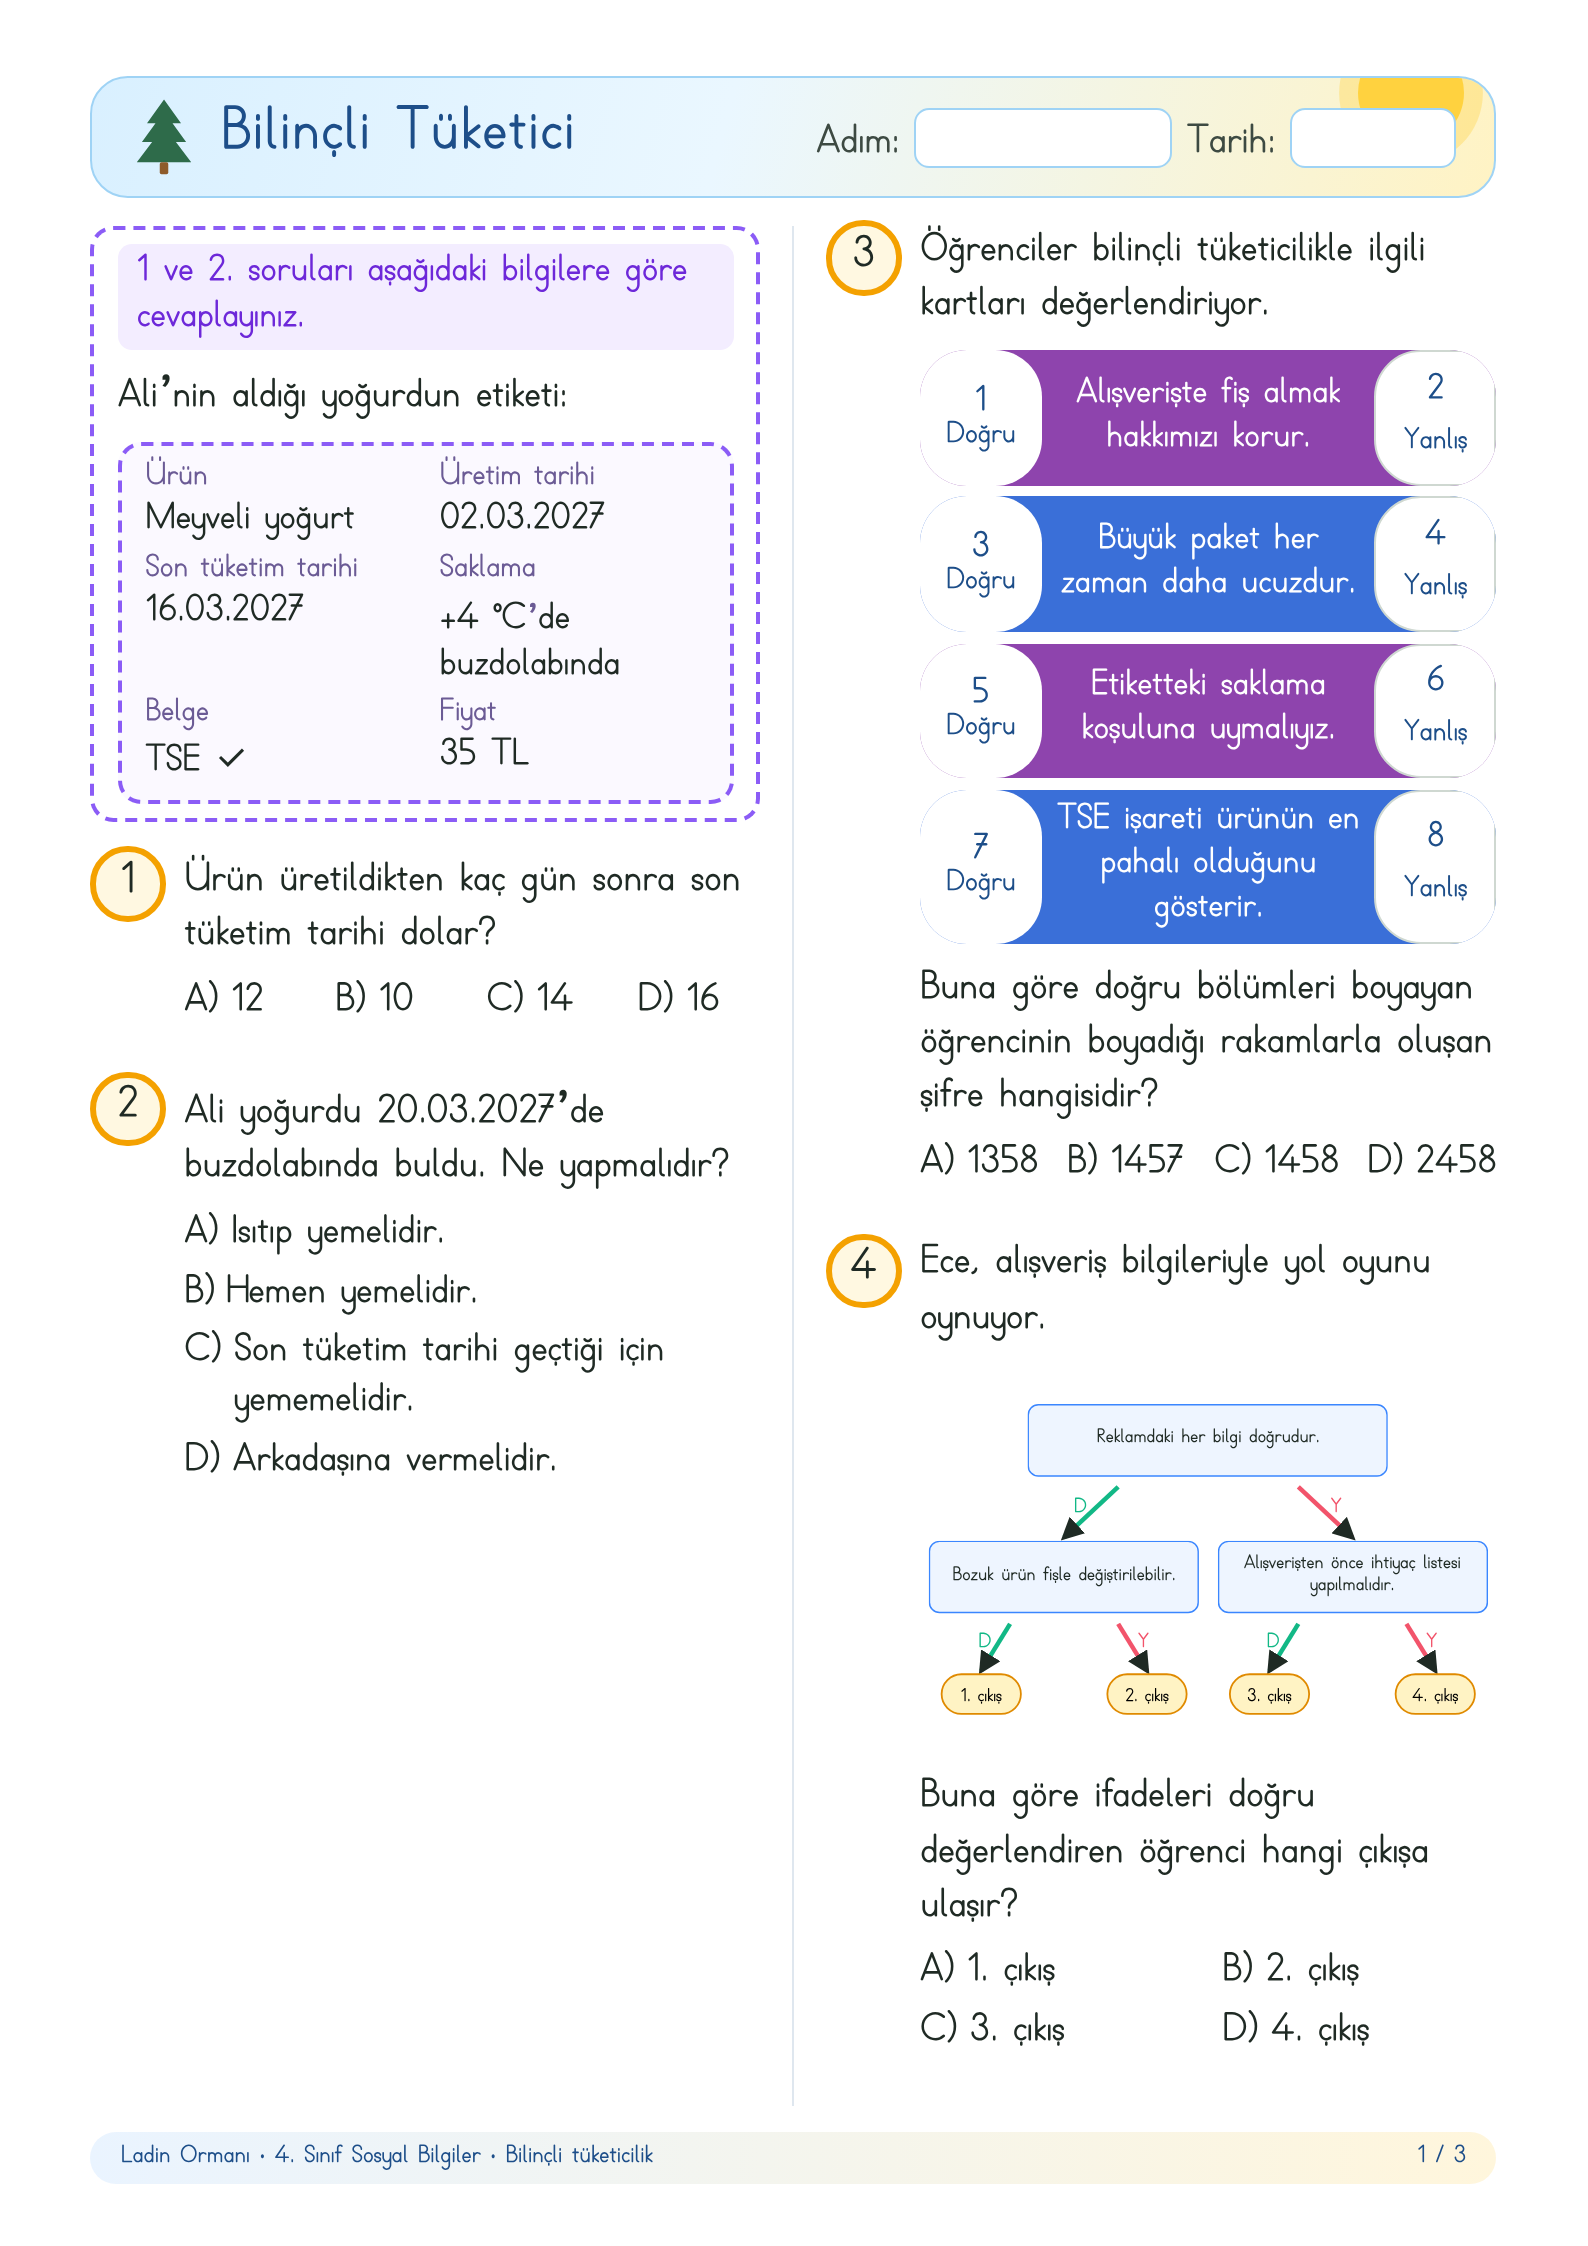 Bilinçli Tüketici
Adım:
Tarih:
1 ve 2. soruları aşağıdaki bilgilere göre
cevaplayınız.
Ali’nin aldığı yoğurdun etiketi:
Ürün
Meyveli yoğurt
Üretim tarihi
02.03.2027
Son tüketim tarihi
16.03.2027
Saklama
+4 °C’de
buzdolabında
Belge
TSE ✓
Fiyat
35 TL
1
Ürün üretildikten kaç gün sonra son
tüketim tarihi dolar?
A) 12 B) 10 C) 14 D) 16
2
Ali yoğurdu 20.03.2027’de
buzdolabında buldu. Ne yapmalıdır?
A) Isıtıp yemelidir.
B) Hemen yemelidir.
C) Son tüketim tarihi geçtiği için
yememelidir.
D) Arkadaşına vermelidir.
3
Öğrenciler bilinçli tüketicilikle ilgili
kartları değerlendiriyor.
1
Doğru
Alışverişte fiş almak
hakkımızı korur.
2
Yanlış
3
Doğru
Büyük paket her
zaman daha ucuzdur.
4
Yanlış
5
Doğru
Etiketteki saklama
koşuluna uymalıyız.
6
Yanlış
7
Doğru
TSE işareti ürünün en
pahalı olduğunu
gösterir.
8
Yanlış
Buna göre doğru bölümleri boyayan
öğrencinin boyadığı rakamlarla oluşan
şifre hangisidir?
A) 1358 B) 1457 C) 1458 D) 2458
4
Ece, alışveriş bilgileriyle yol oyunu
oynuyor.
Reklamdaki her bilgi doğrudur.
D
Y
Bozuk ürün fişle değiştirilebilir.
Alışverişten önce ihtiyaç listesi
yapılmalıdır.
D
Y
D
Y
1. çıkış
2. çıkış
3. çıkış
4. çıkış
Buna göre ifadeleri doğru
değerlendiren öğrenci hangi çıkışa
ulaşır?
A) 1. çıkış B) 2. çıkış
C) 3. çıkış D) 4. çıkış
Ladin Ormanı • 4. Sınıf Sosyal Bilgiler • Bilinçli tüketicilik
1 / 3